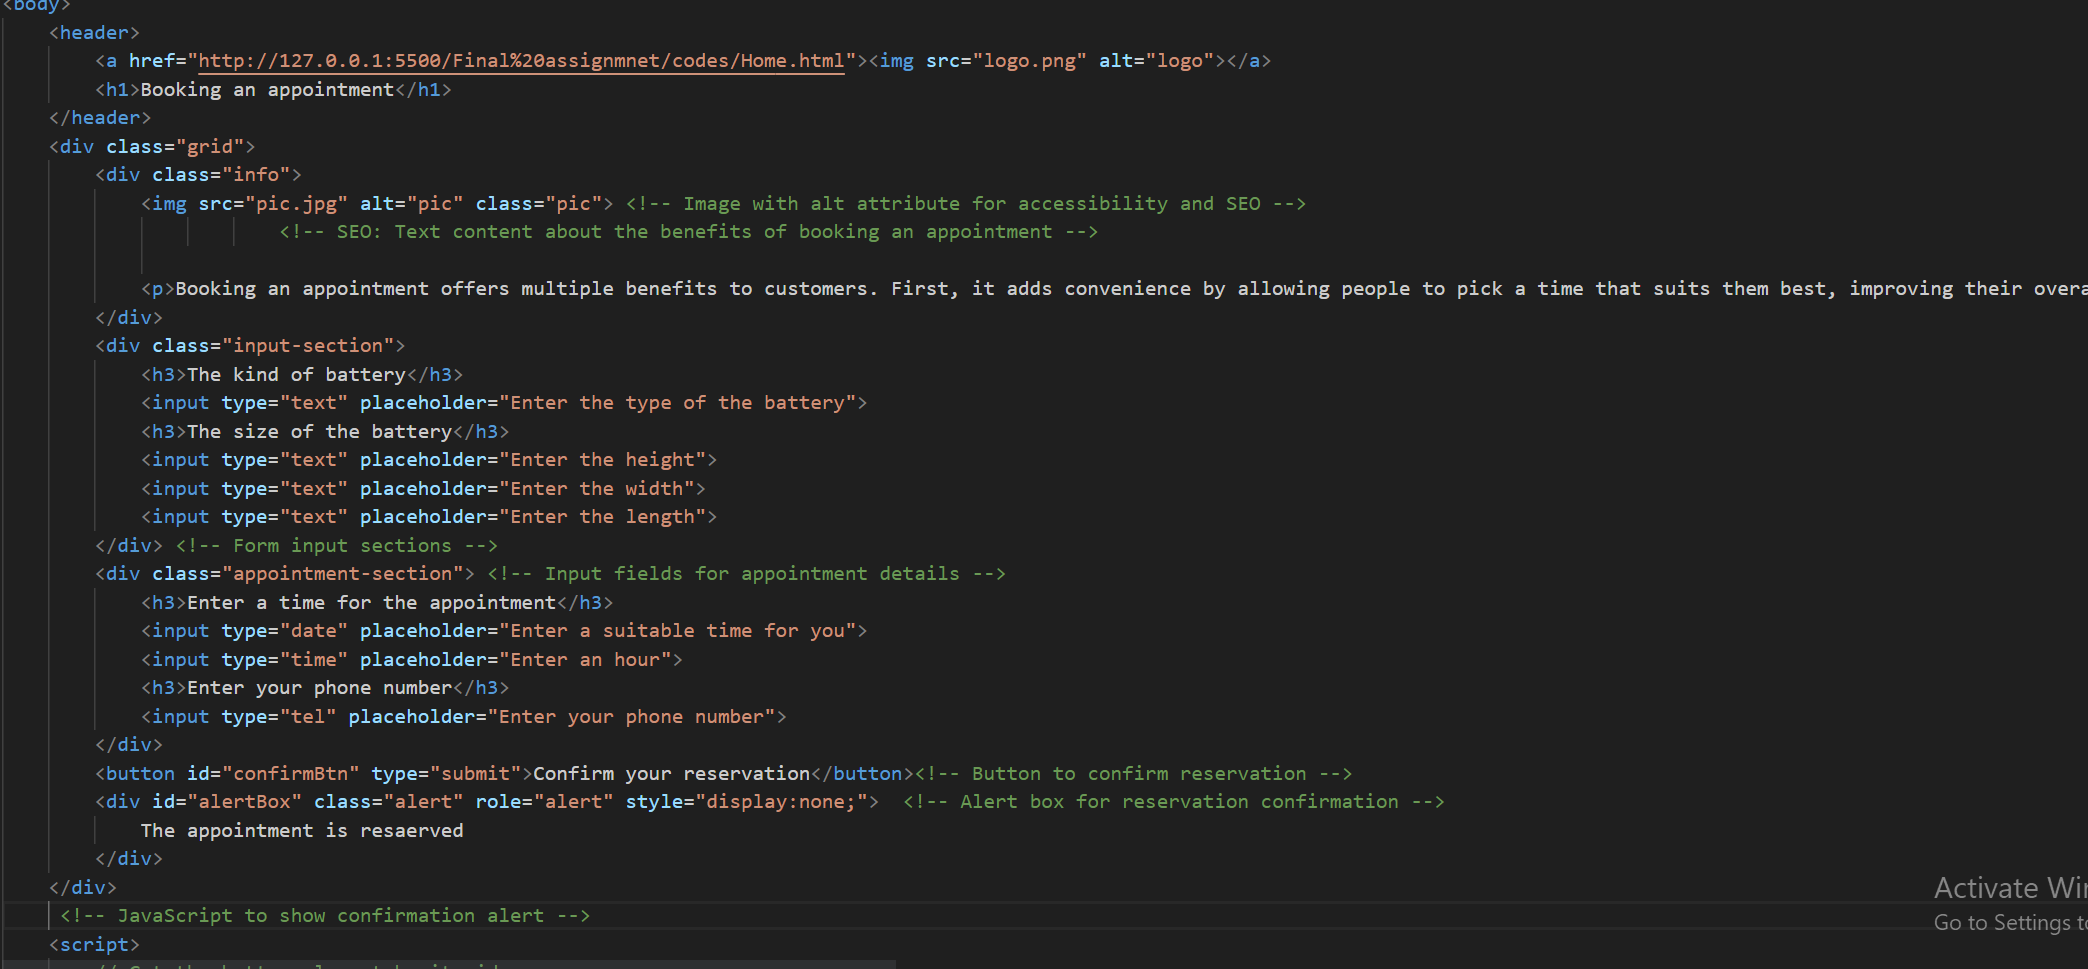 <body>
<header>
<a href="http://127.0.0.1:5500/Final%20assignmnet/codes/Home.html"><img src="logo.png" alt="logo"></a>
<h1>Booking an appointment</h1>
</header>
<div class="grid">
<div class="info">
<img src="pic.jpg" alt="pic" class="pic"> <!-- Image with alt attribute for accessibility and SEO -->
<!-- SEO: Text content about the benefits of booking an appointment -->
<p>Booking an appointment offers multiple benefits to customers. First, it adds convenience by allowing people to pick a time that suits them best, improving their overa
</div>
<div class="input-section">
<h3>The kind of battery</h3>
<input type="text" placeholder="Enter the type of the battery">
<h3>The size of the battery</h3>
<input type="text" placeholder="Enter the height">
<input type="text" placeholder="Enter the width">
<input type="text" placeholder="Enter the length">
</div> <!-- Form input sections -->
<div class="appointment-section"> <!-- Input fields for appointment details -->
<h3>Enter a time for the appointment</h3>
<input type="date" placeholder="Enter a suitable time for you">
<input type="time" placeholder="Enter an hour">
<h3>Enter your phone number</h3>
<input type="tel" placeholder="Enter your phone number">
</div>
<button id="confirmBtn" type="submit">Confirm your reservation</button><!-- Button to confirm reservation -->
<div id="alertBox" class="alert" role="alert" style="display:none;">  <!-- Alert box for reservation confirmation -->
The appointment is resaerved
</div>
</div>
<!-- JavaScript to show confirmation alert -->
<script>
Activate Wi
Go to Settings t